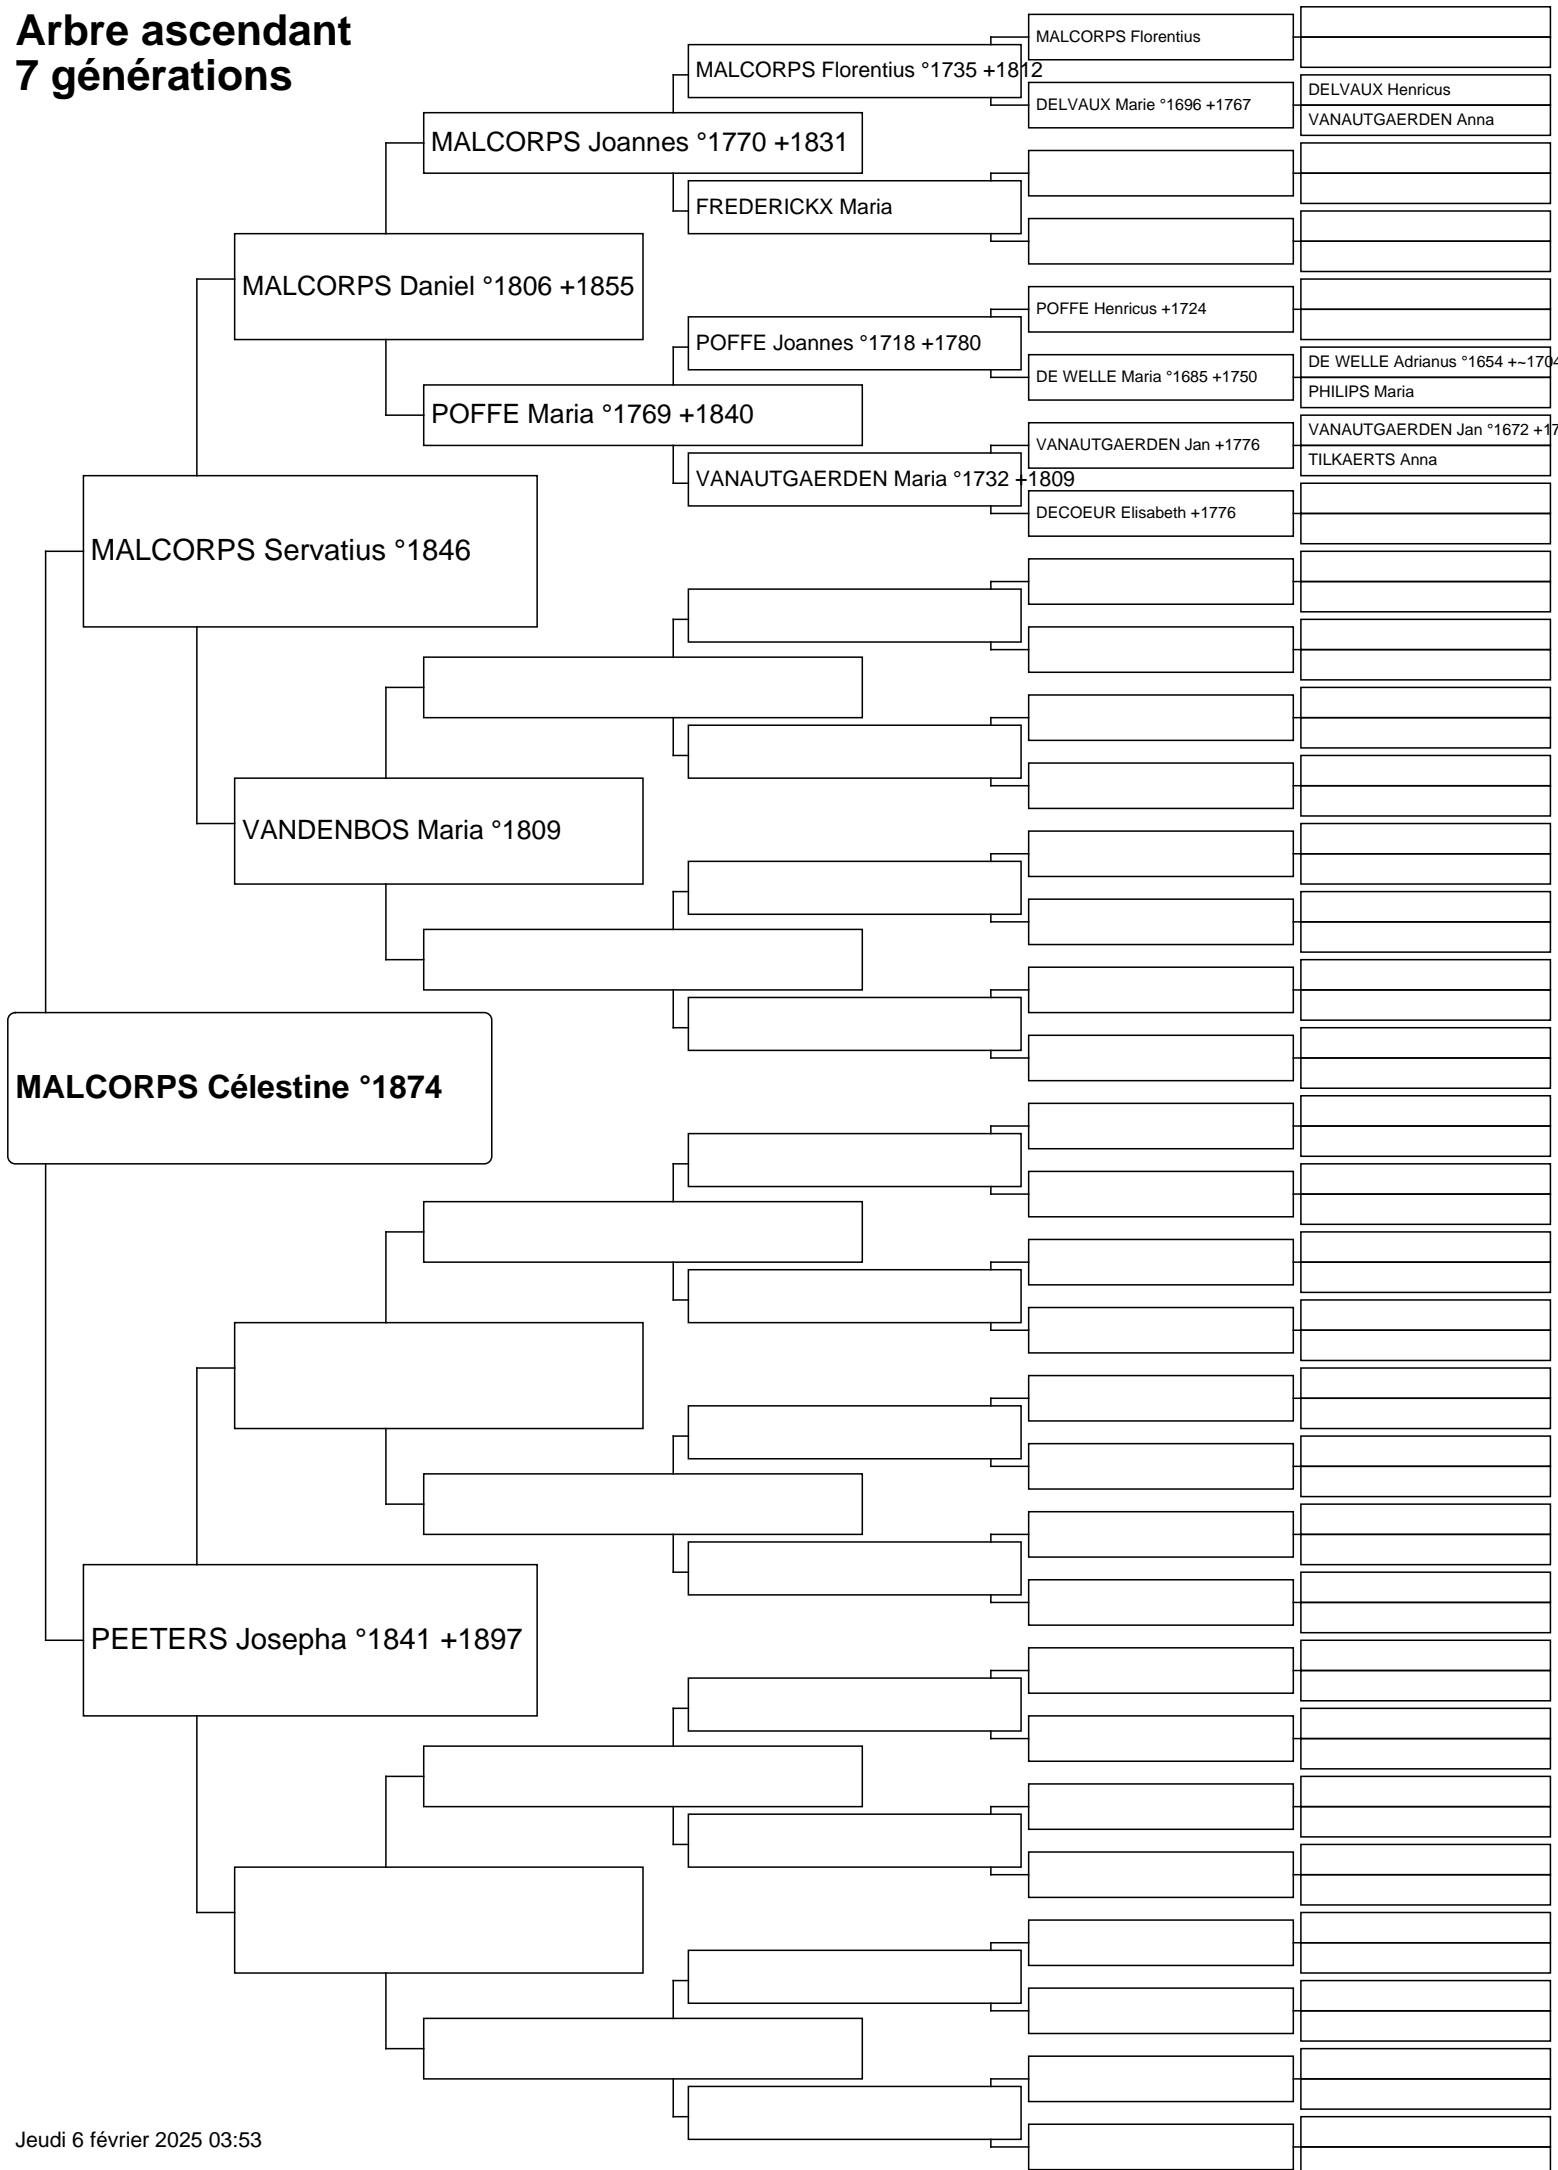 Arbre ascendant
7 générations
MALCORPS Florentius
MALCORPS Florentius °1735 +1812
DELVAUX Henricus
DELVAUX Marie °1696 +1767
VANAUTGAERDEN Anna
MALCORPS Joannes °1770 +1831
FREDERICKX Maria
MALCORPS Daniel °1806 +1855
POFFE Henricus +1724
POFFE Joannes °1718 +1780
DE WELLE Adrianus °1654 +~1704
DE WELLE Maria °1685 +1750
PHILIPS Maria
POFFE Maria °1769 +1840
VANAUTGAERDEN Jan °1672 +17
VANAUTGAERDEN Jan +1776
TILKAERTS Anna
VANAUTGAERDEN Maria °1732 +1809
DECOEUR Elisabeth +1776
MALCORPS Servatius °1846
VANDENBOS Maria °1809
MALCORPS Célestine °1874
PEETERS Josepha °1841 +1897
Jeudi 6 février 2025 03:53